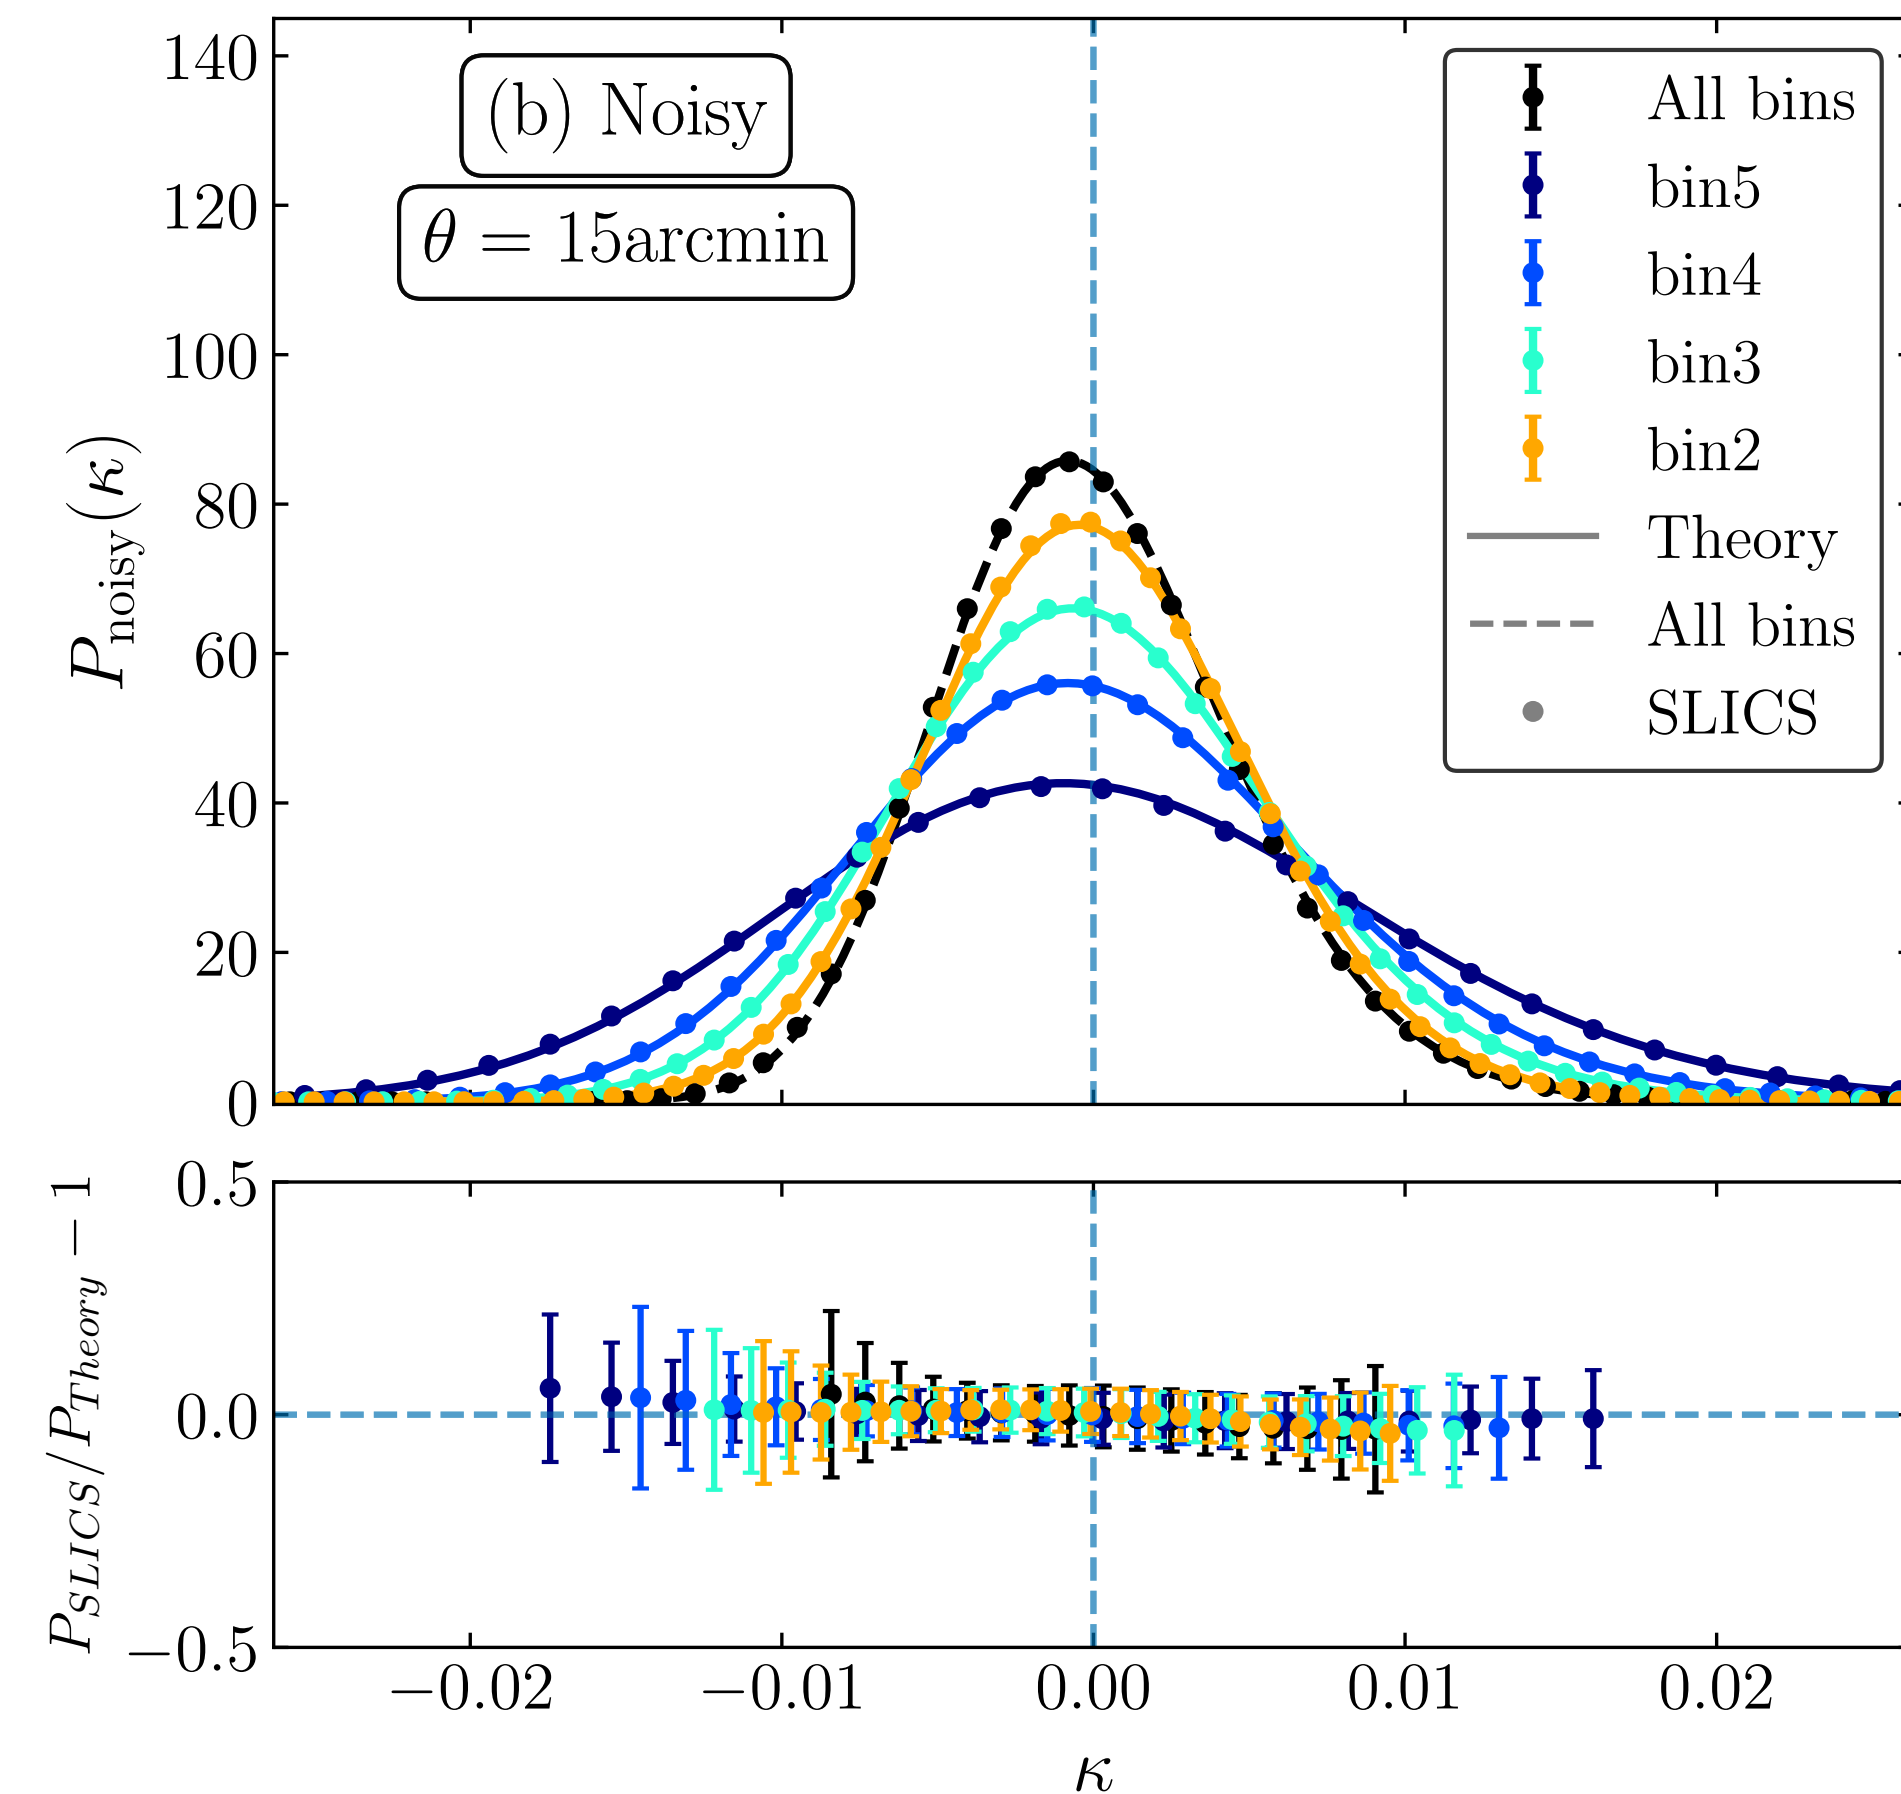 (b) Noisy
θ = 15arcmin
140
120
100
80
60
40
20
0
P_noisy(κ)
All bins
bin5
bin4
bin3
bin2
Theory
All bins
SLICS
0.5
0.0
−0.5
P_SLICS/P_Theory − 1
−0.02 −0.01 0.00 0.01 0.02
κ